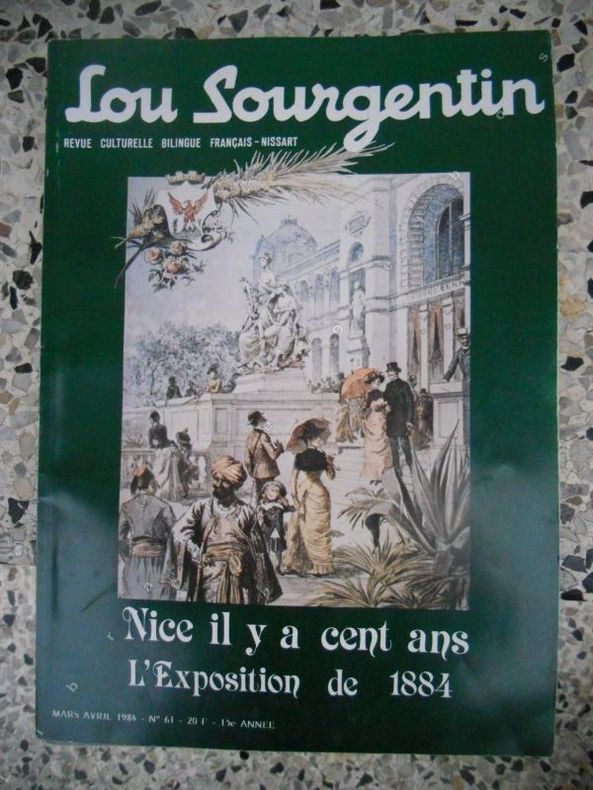 Lou Sourgentin
REVUE CULTURELLE BILINGUE FRANÇAIS-NISSART
Nice il y a cent ans
L'Exposition de 1884
MARS AVRIL 1984 - N° 61 - 20 F - 15e ANNEE